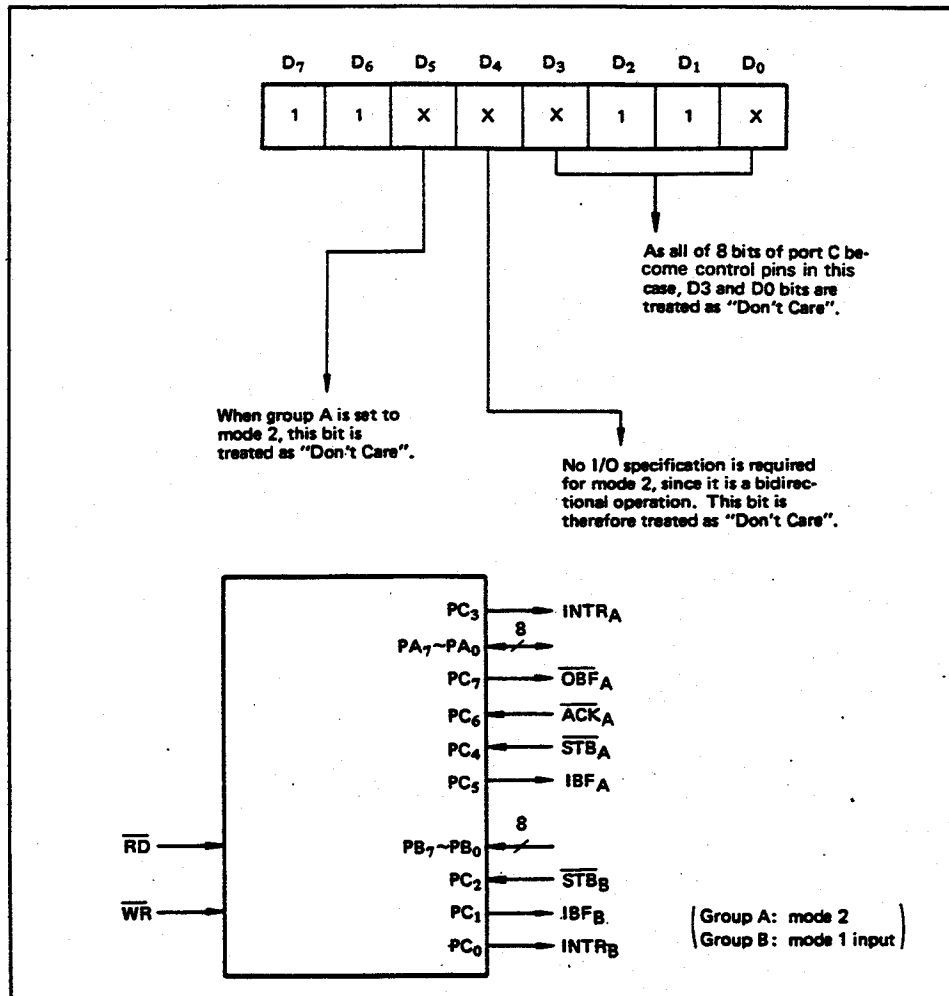 D7 D6 D5 D4 D3 D2 D1 D0
1 1 X X X 1 1 X
As all of 8 bits of port C be-
come control pins in this
case, D3 and D0 bits are
treated as "Don't Care".
When group A is set to
mode 2, this bit is
treated as "Don't Care".
No I/O specification is required
for mode 2, since it is a bidirec-
tional operation. This bit is
therefore treated as "Don't Care".
PC3 INTRA
8
PA7~PA0
PC7 OBFA
PC6 ACKA
PC4 STBA
PC5 IBFA
8
RD PB7~PB0
PC2 STBB
WR PC1 IBFB
PC0 INTRB
(Group A: mode 2
Group B: mode 1 input)